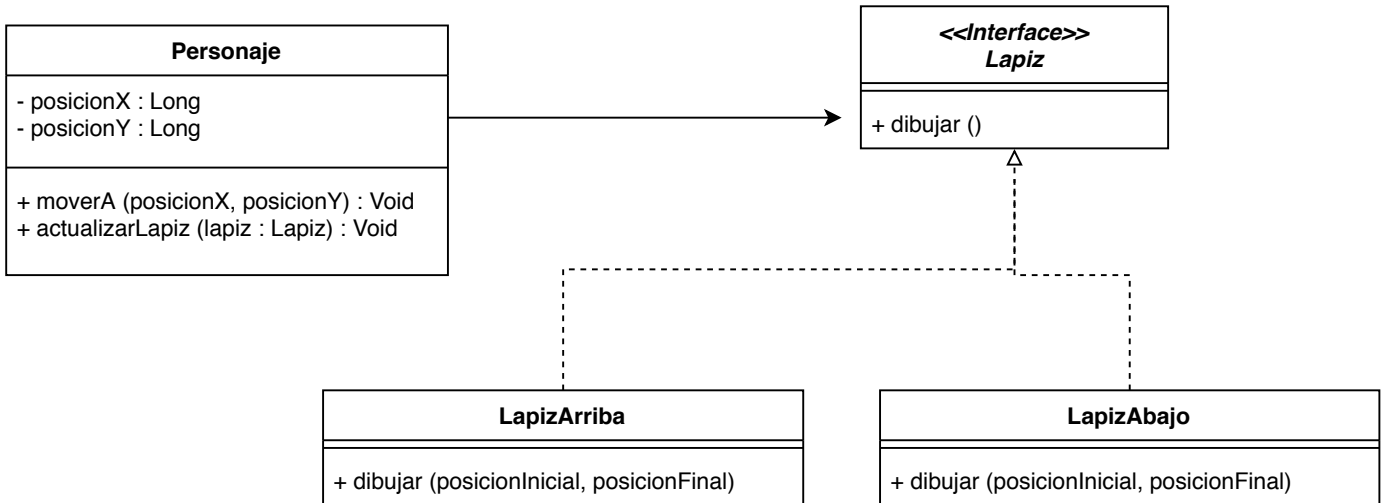 Personaje
- posicionX : Long
- posicionY : Long
+ moverA (posicionX, posicionY) : Void
+ actualizarLapiz (lapiz : Lapiz) : Void
<<Interface>>
Lapiz
+ dibujar ()
LapizArriba
+ dibujar (posicionInicial, posicionFinal)
LapizAbajo
+ dibujar (posicionInicial, posicionFinal)